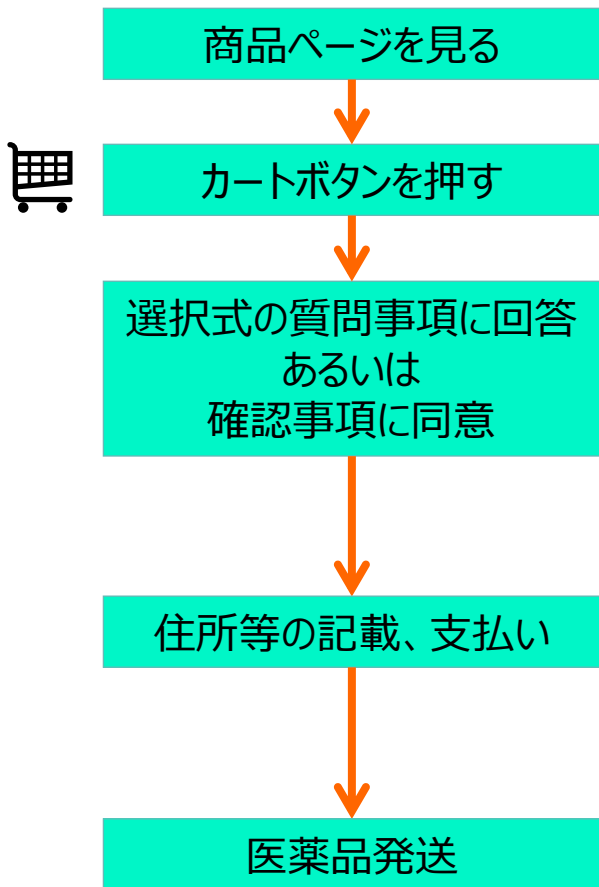 商品ページを見る
カートボタンを押す
選択式の質問事項に回答
あるいは
確認事項に同意
住所等の記載、支払い
医薬品発送